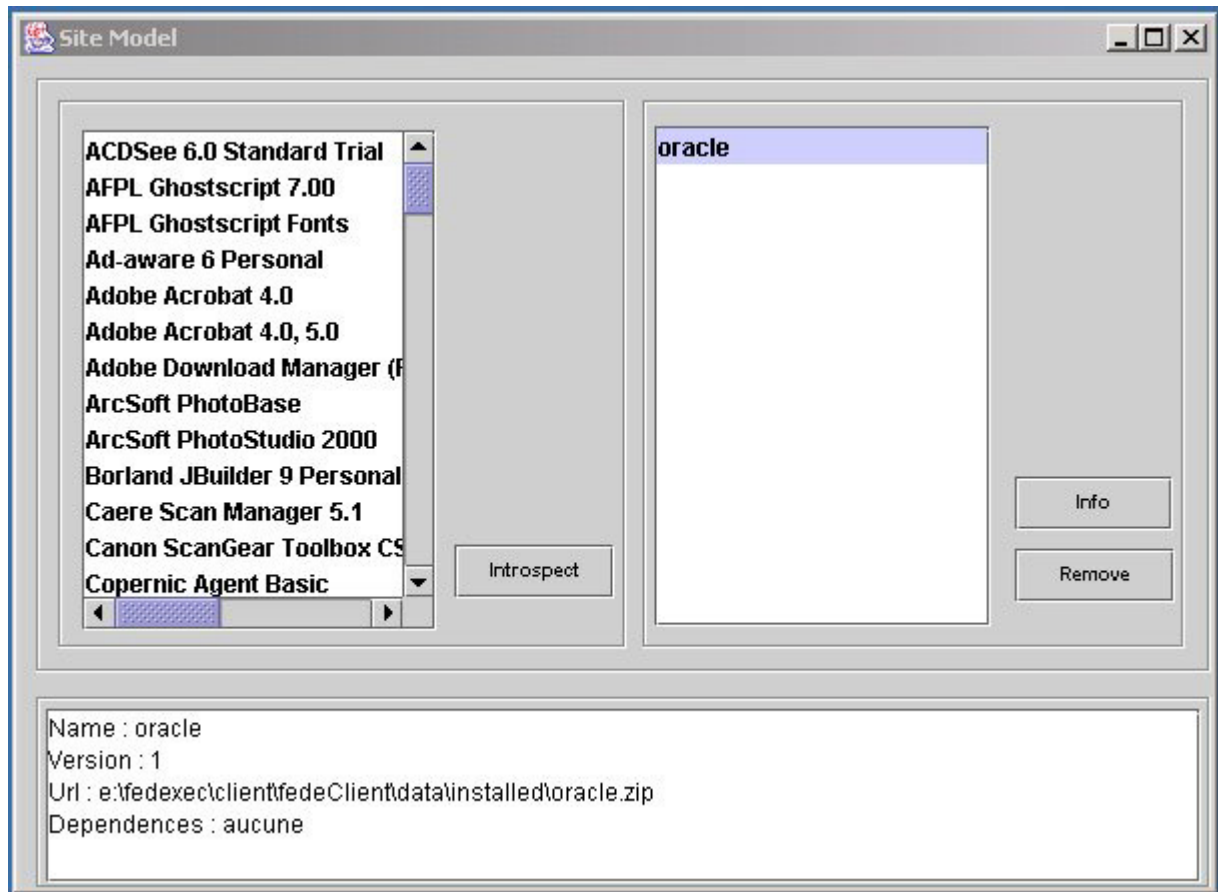 Site Model
ACDSee 6.0 Standard Trial
AFPL Ghostscript 7.00
AFPL Ghostscript Fonts
Ad-aware 6 Personal
Adobe Acrobat 4.0
Adobe Acrobat 4.0, 5.0
Adobe Download Manager (
ArcSoft PhotoBase
ArcSoft PhotoStudio 2000
Borland JBuilder 9 Personal
Caere Scan Manager 5.1
Canon ScanGear Toolbox CS
Copernic Agent Basic
Introspect
oracle
Info
Remove
Name : oracle
Version : 1
Url : e:\fedexec\client\fedeClient\data\installed\oracle.zip
Dependences : aucune